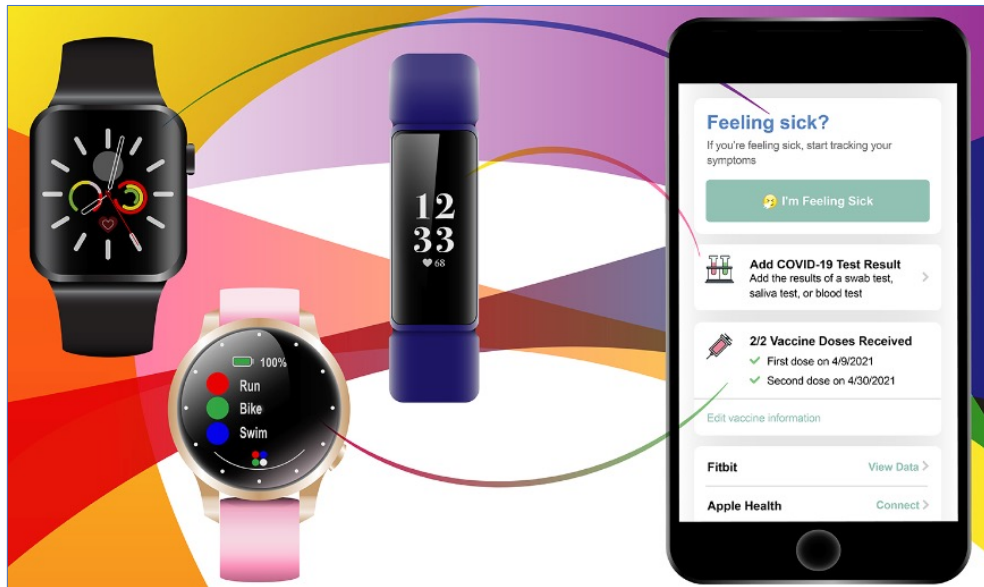 12
33
68
100%
Run
Bike
Swim
Feeling sick?
If you're feeling sick, start tracking your
symptoms
I'm Feeling Sick
Add COVID-19 Test Result
Add the results of a swab test,
saliva test, or blood test
2/2 Vaccine Doses Received
First dose on 4/9/2021
Second dose on 4/30/2021
Edit vaccine information
Fitbit
View Data >
Apple Health
Connect >